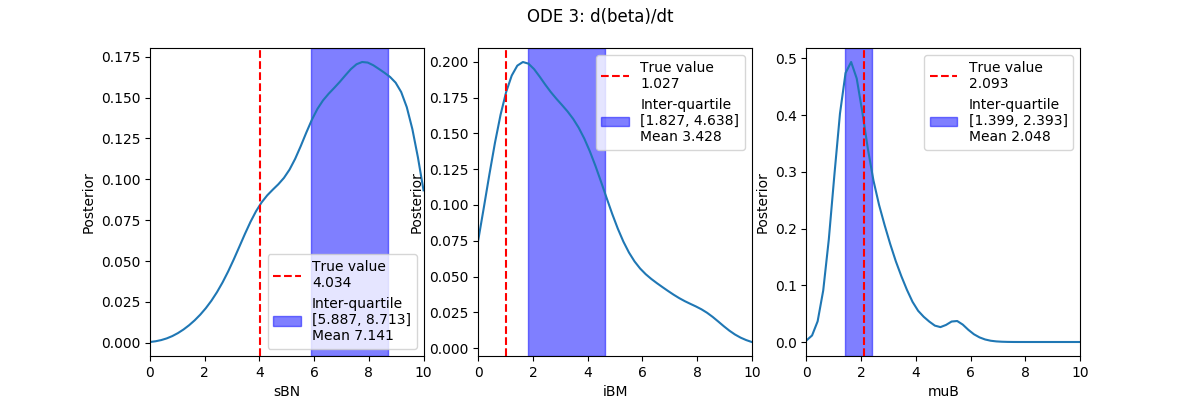 ODE 3: d(beta)/dt
Posterior
0.175
0.150
0.125
0.100
0.075
0.050
0.025
0.000
True value
4.034
Inter-quartile
[5.887, 8.713]
Mean 7.141
0 2 4 6 8 10
sBN
Posterior
0.200
0.175
0.150
0.125
0.100
0.075
0.050
0.025
0.000
True value
1.027
Inter-quartile
[1.827, 4.638]
Mean 3.428
0 2 4 6 8 10
iBM
Posterior
0.5
0.4
0.3
0.2
0.1
0.0
True value
2.093
Inter-quartile
[1.399, 2.393]
Mean 2.048
0 2 4 6 8 10
muB